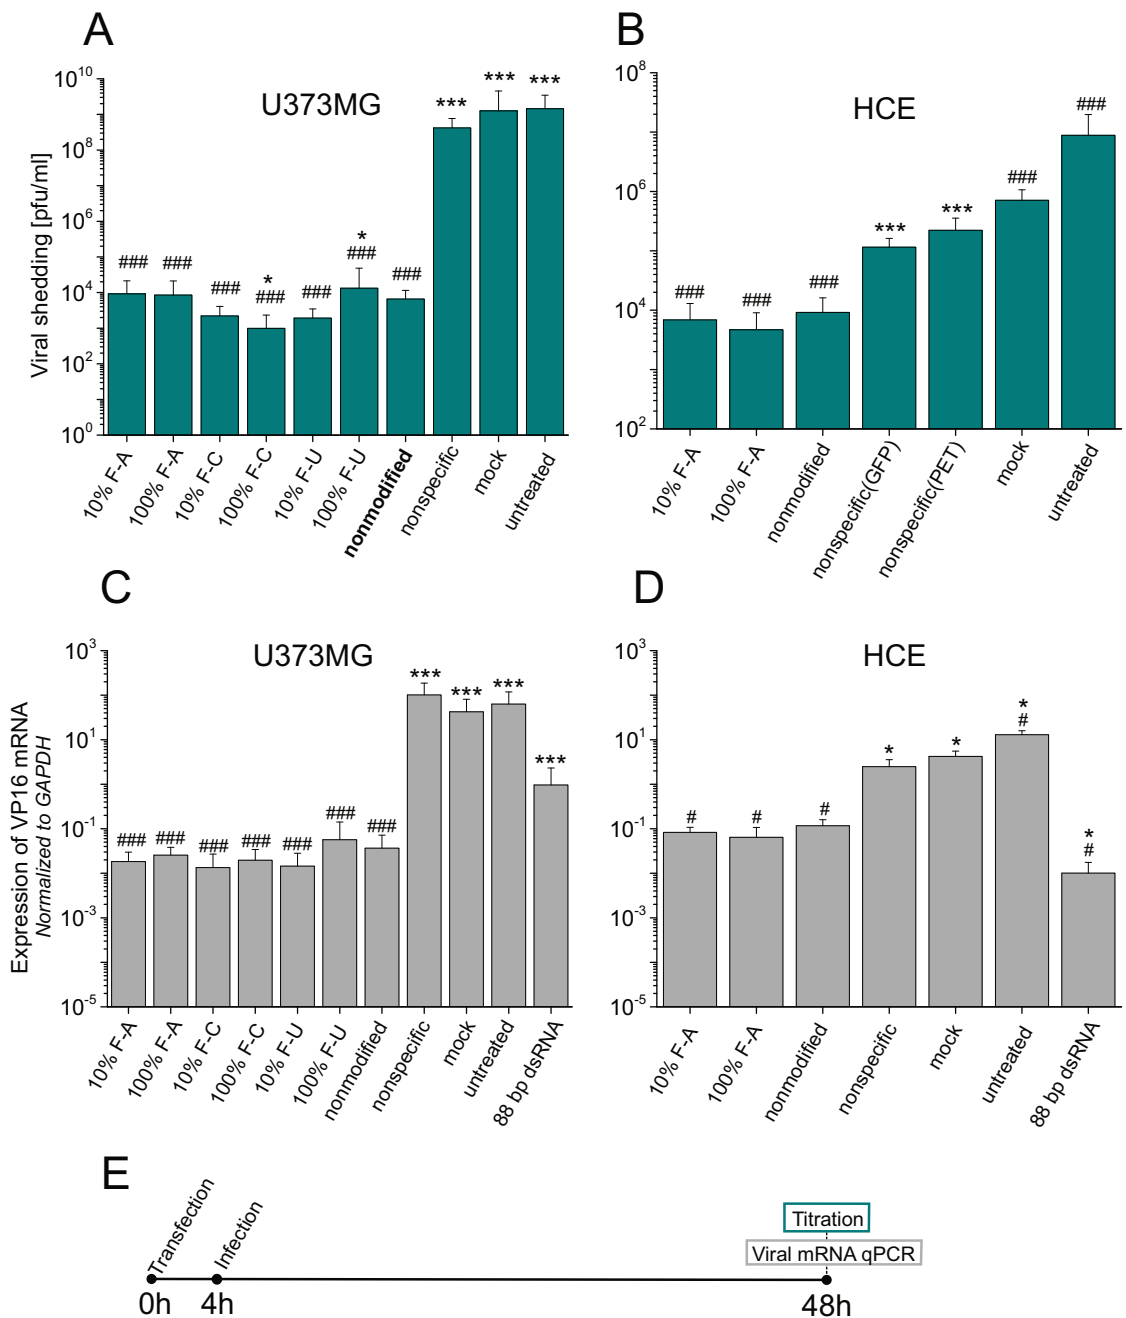 A
U373MG
Viral shedding [pfu/ml]
10^10
10^8
10^6
10^4
10^2
10^0
###
###
###
*
###
###
*
###
###
***
***
***
10% F-A
100% F-A
10% F-C
100% F-C
10% F-U
100% F-U
nonmodified
nonspecific
mock
untreated
B
HCE
10^8
10^6
10^4
10^2
###
###
###
***
***
###
###
10% F-A
100% F-A
nonmodified
nonspecific(GFP)
nonspecific(PET)
mock
untreated
C
U373MG
Expression of VP16 mRNA
Normalized to GAPDH
10^3
10^1
10^-1
10^-3
10^-5
###
###
###
###
###
###
###
***
***
***
***
10% F-A
100% F-A
10% F-C
100% F-C
10% F-U
100% F-U
nonmodified
nonspecific
mock
untreated
88 bp dsRNA
D
HCE
10^3
10^1
10^-1
10^-3
10^-5
#
#
#
*
*
*
#
*
#
10% F-A
100% F-A
nonmodified
nonspecific
mock
untreated
88 bp dsRNA
E
Transfection
Infection
Titration
Viral mRNA qPCR
0h
4h
48h